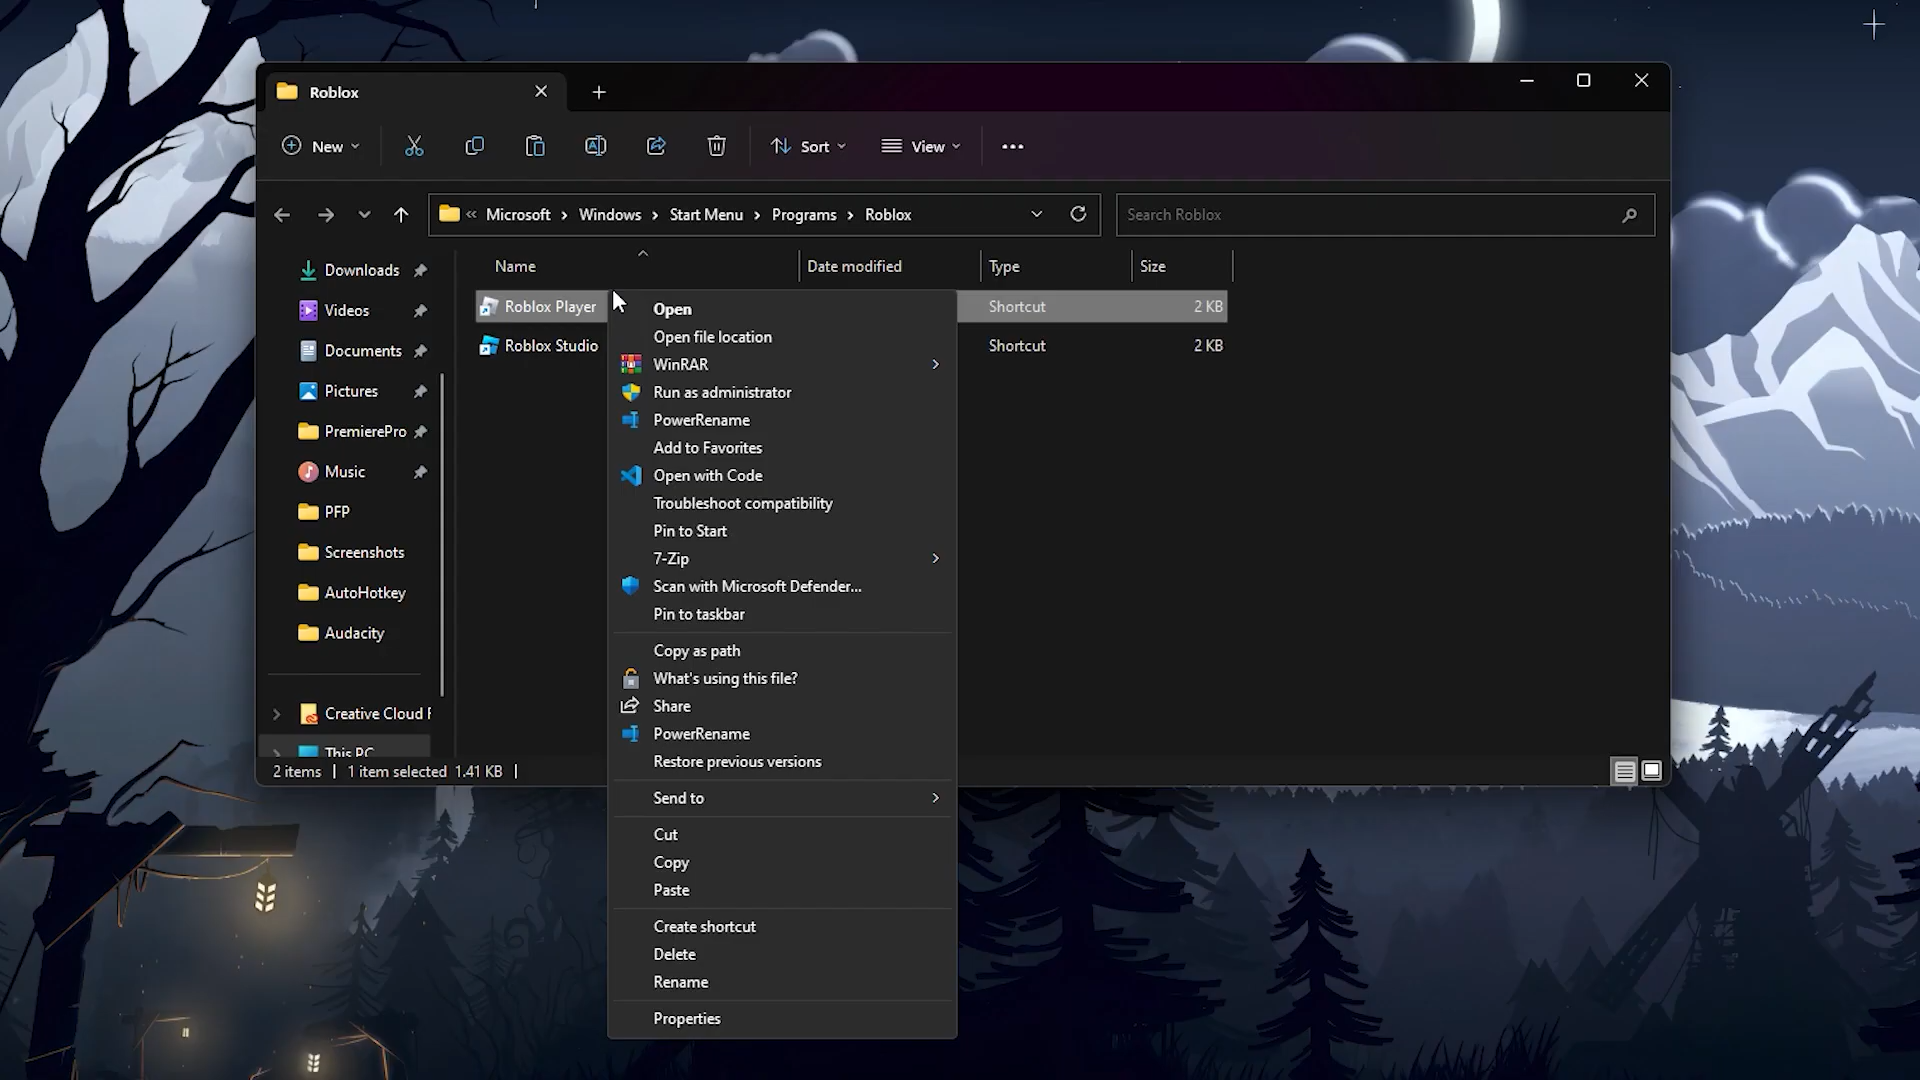 Roblox
New
Sort
View
Microsoft
Windows
Start Menu
Programs
Roblox
Search Roblox
Name
Date modified
Type
Size
Roblox Player
Shortcut
2 KB
Roblox Studio
Shortcut
2 KB
Downloads
Videos
Documents
Pictures
PremierePro
Music
PFP
Screenshots
AutoHotkey
Audacity
Creative Cloud F
This PC
2 items
1 item selected 1.41 KB
Open
Open file location
WinRAR
Run as administrator
PowerRename
Add to Favorites
Open with Code
Troubleshoot compatibility
Pin to Start
7-Zip
Scan with Microsoft Defender...
Pin to taskbar
Copy as path
What's using this file?
Share
PowerRename
Restore previous versions
Send to
Cut
Copy
Paste
Create shortcut
Delete
Rename
Properties